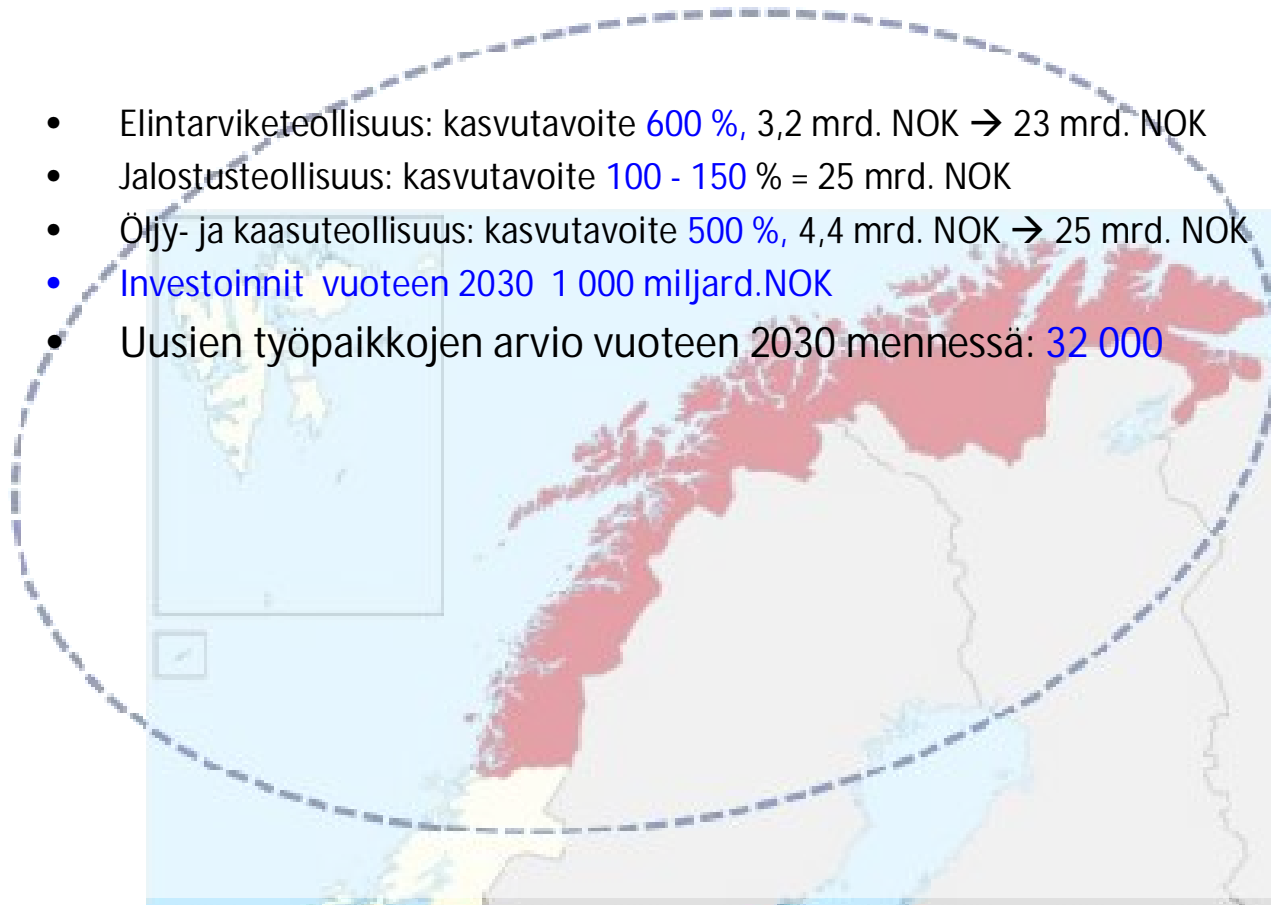 • Elintarviketeollisuus: kasvutavoite 600 %, 3,2 mrd. NOK → 23 mrd. NOK
• Jalostusteollisuus: kasvutavoite 100 - 150 % = 25 mrd. NOK
• Öljy- ja kaasuteollisuus: kasvutavoite 500 %, 4,4 mrd. NOK → 25 mrd. NOK
• Investoinnit vuoteen 2030 1 000 miljard.NOK
• Uusien työpaikkojen arvio vuoteen 2030 mennessä: 32 000